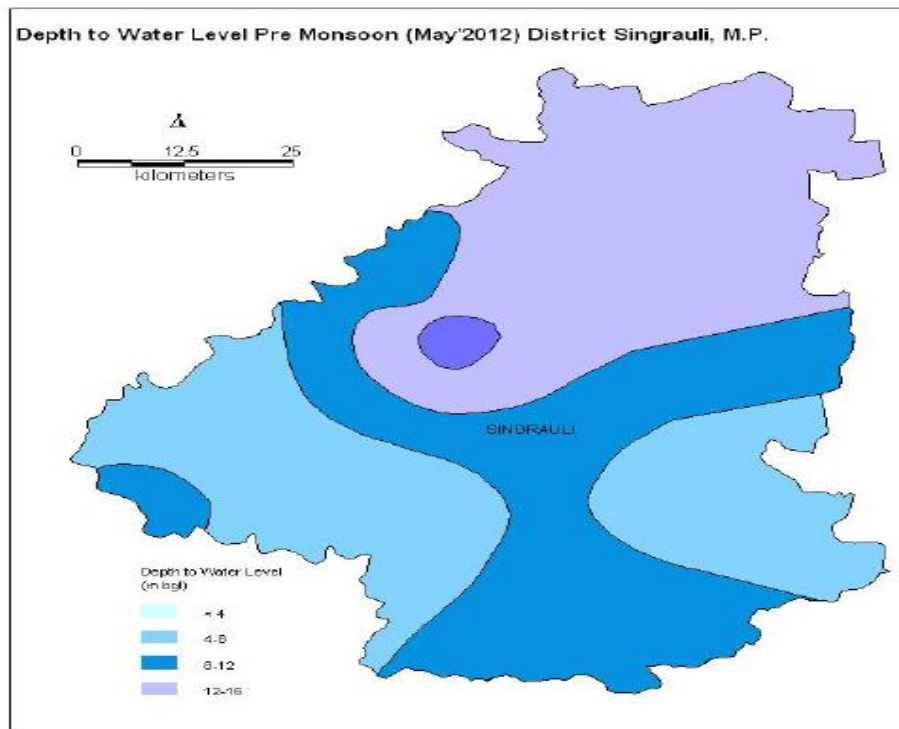 Depth to Water Level Pre Monsoon (May'2012) District Singrauli, M.P.
0 12.5 25
kilometers
SINGRAULI
Depth to Water Level
(m bgl)
< 4
4-8
8-12
12-16